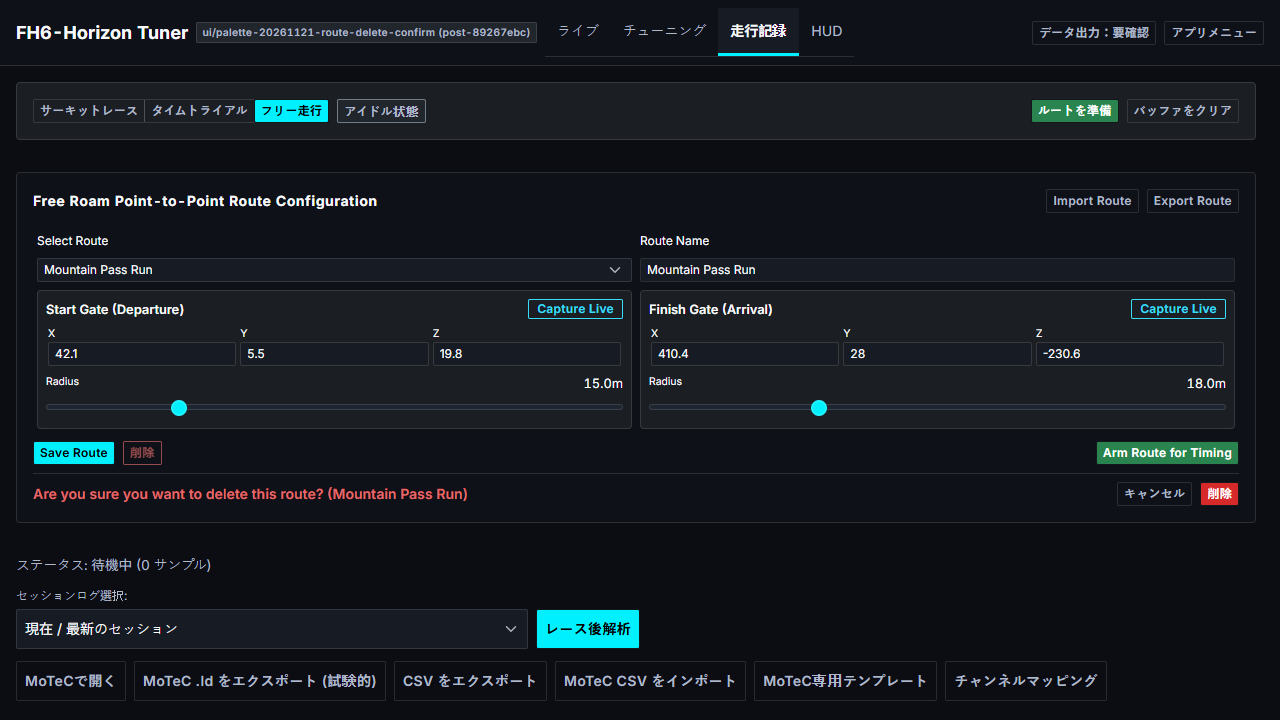 FH6-Horizon Tuner ui/palette-20261121-route-delete-confirm (post-89267ebc) ライブ チューニング 走行記録 HUD データ出力：要確認 アプリメニュー
サーキットレース タイムトライアル フリー走行 アイドル状態 ルートを準備 バッファをクリア
Free Roam Point-to-Point Route Configuration Import Route Export Route
Select Route Route Name
Mountain Pass Run Mountain Pass Run
Start Gate (Departure) Capture Live Finish Gate (Arrival) Capture Live
X Y Z X Y Z
42.1 5.5 19.8 410.4 28 -230.6
Radius 15.0m Radius 18.0m
Save Route 削除 Arm Route for Timing
Are you sure you want to delete this route? (Mountain Pass Run) キャンセル 削除
ステータス: 待機中 (0 サンプル)
セッションログ選択:
現在 / 最新のセッション レース後解析
MoTeCで開く MoTeC .ld をエクスポート (試験的) CSV をエクスポート MoTeC CSV をインポート MoTeC専用テンプレート チャンネルマッピング